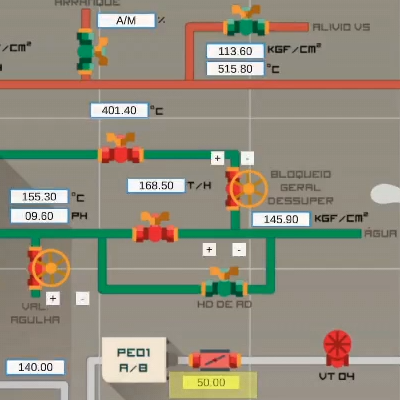 ARRANQUE
A/M %
ALIVIO VS
KGF/CM²
113.60 KGF/CM²
515.80 °C
401.40 °C
+ -
168.50 T/H
BLOQUEIO
GERAL
DESSUPER
155.30 °C
09.60 PH
145.90 KGF/CM²
ÁGUA
+ -
+ -
VAL.
AGULHA
HD DE AD
140.00
PE01
A/B
50.00
VT 04